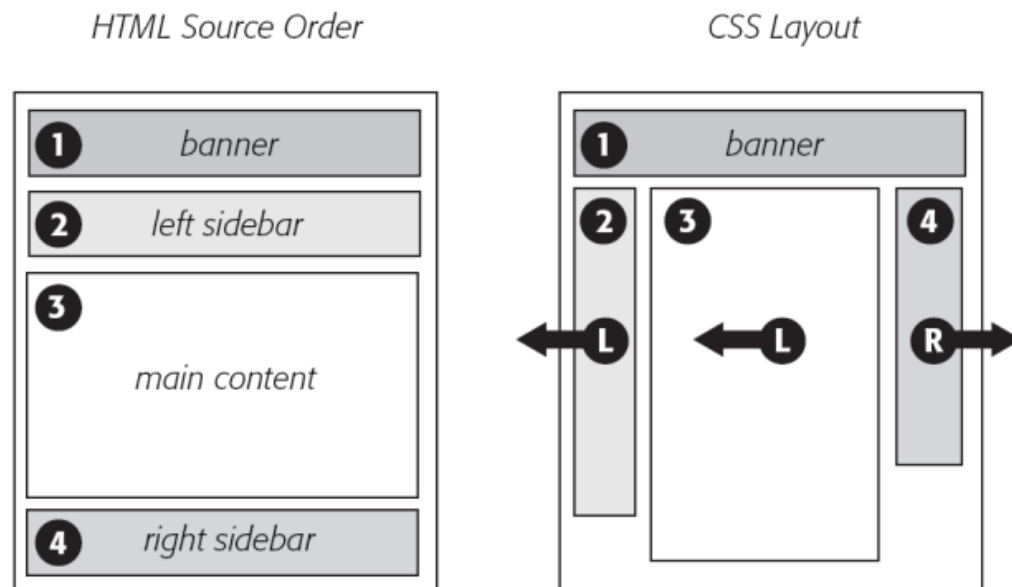 HTML Source Order
CSS Layout
1 banner
2 left sidebar
3
main content
4 right sidebar
1 banner
2
3
4
L
L
R